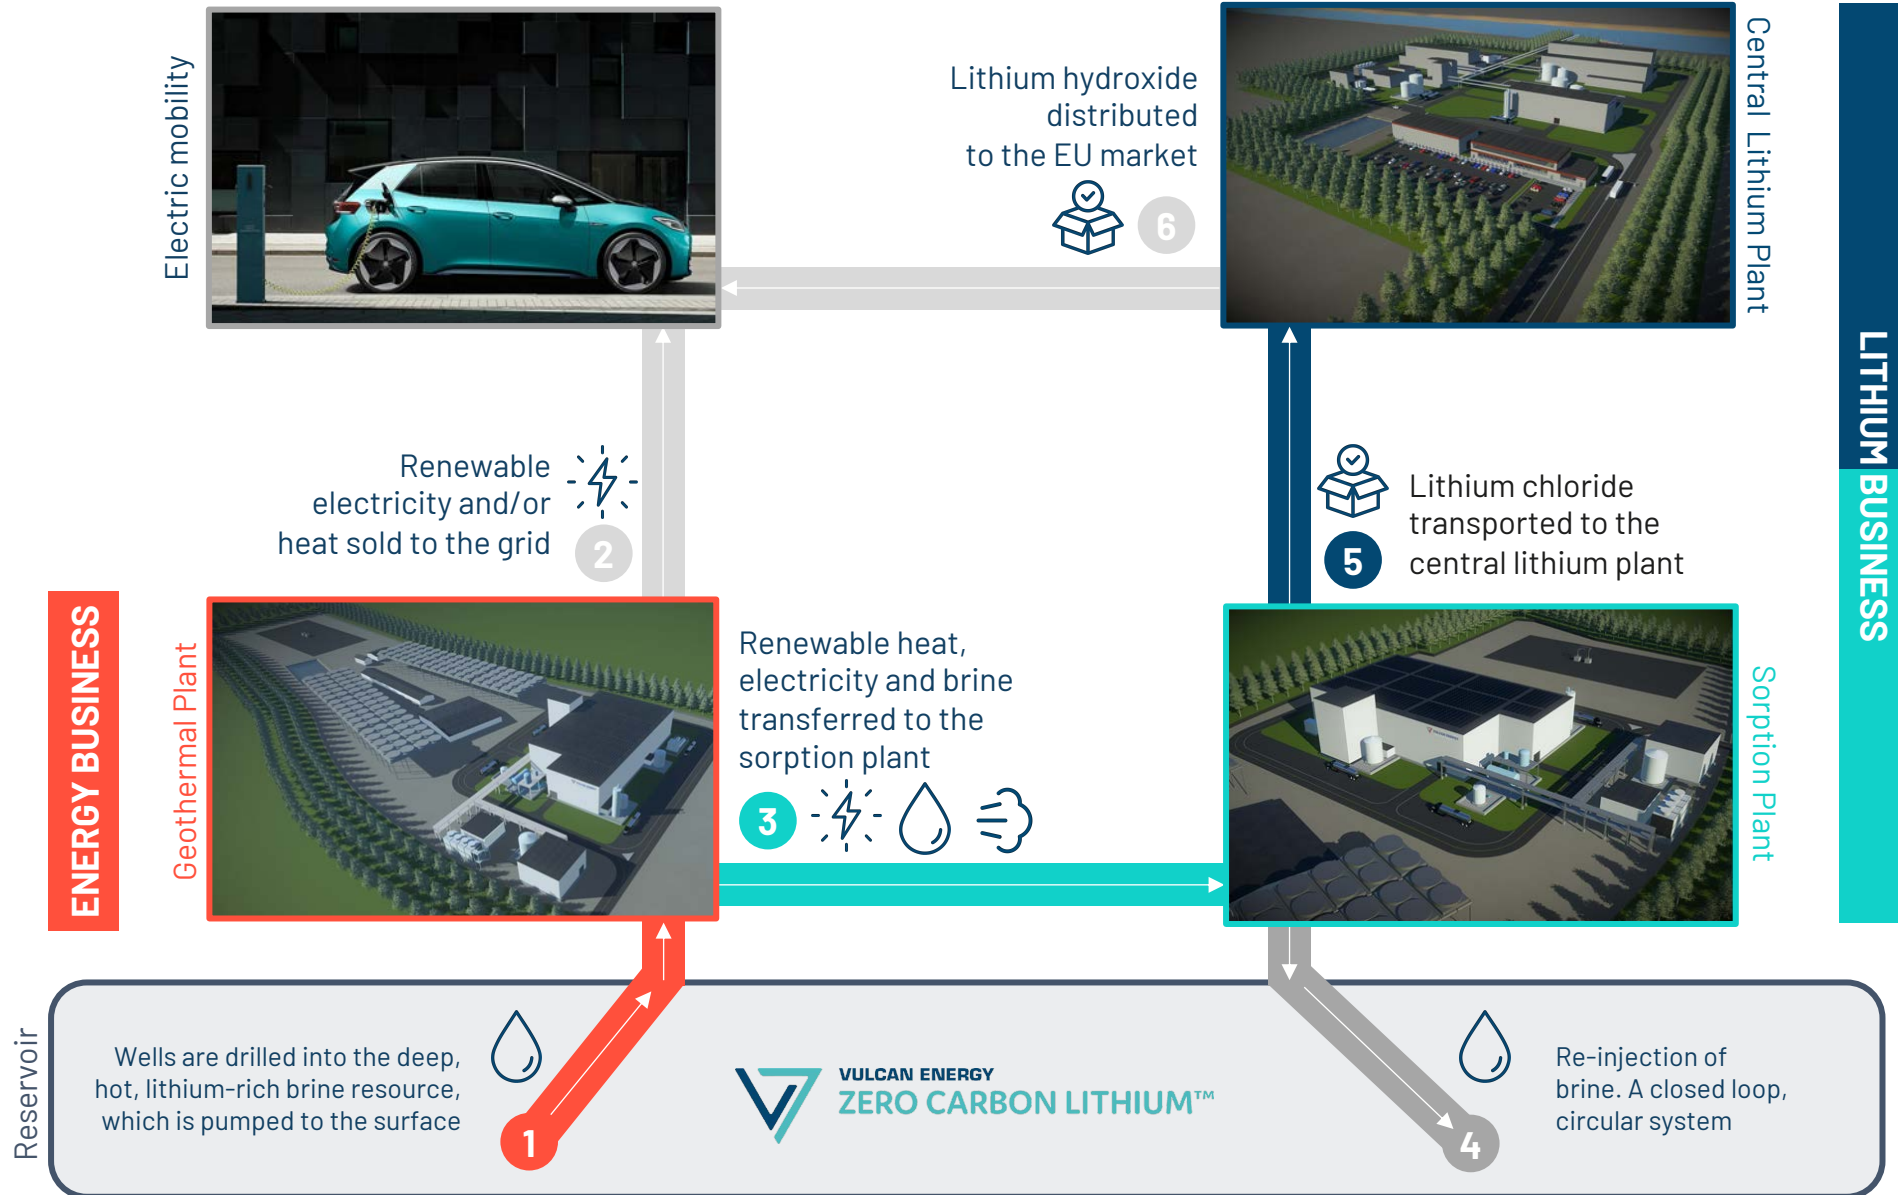 Electric mobility
Lithium hydroxide
distributed
to the EU market
6
Central Lithium Plant
LITHIUM BUSINESS
Renewable
electricity and/or
heat sold to the grid
2
Lithium chloride
transported to the
central lithium plant
5
ENERGY BUSINESS
Geothermal Plant
Renewable heat,
electricity and brine
transferred to the
sorption plant
3
Sorption Plant
Reservoir
Wells are drilled into the deep,
hot, lithium-rich brine resource,
which is pumped to the surface
1
VULCAN ENERGY
ZERO CARBON LITHIUM™
4
Re-injection of
brine. A closed loop,
circular system